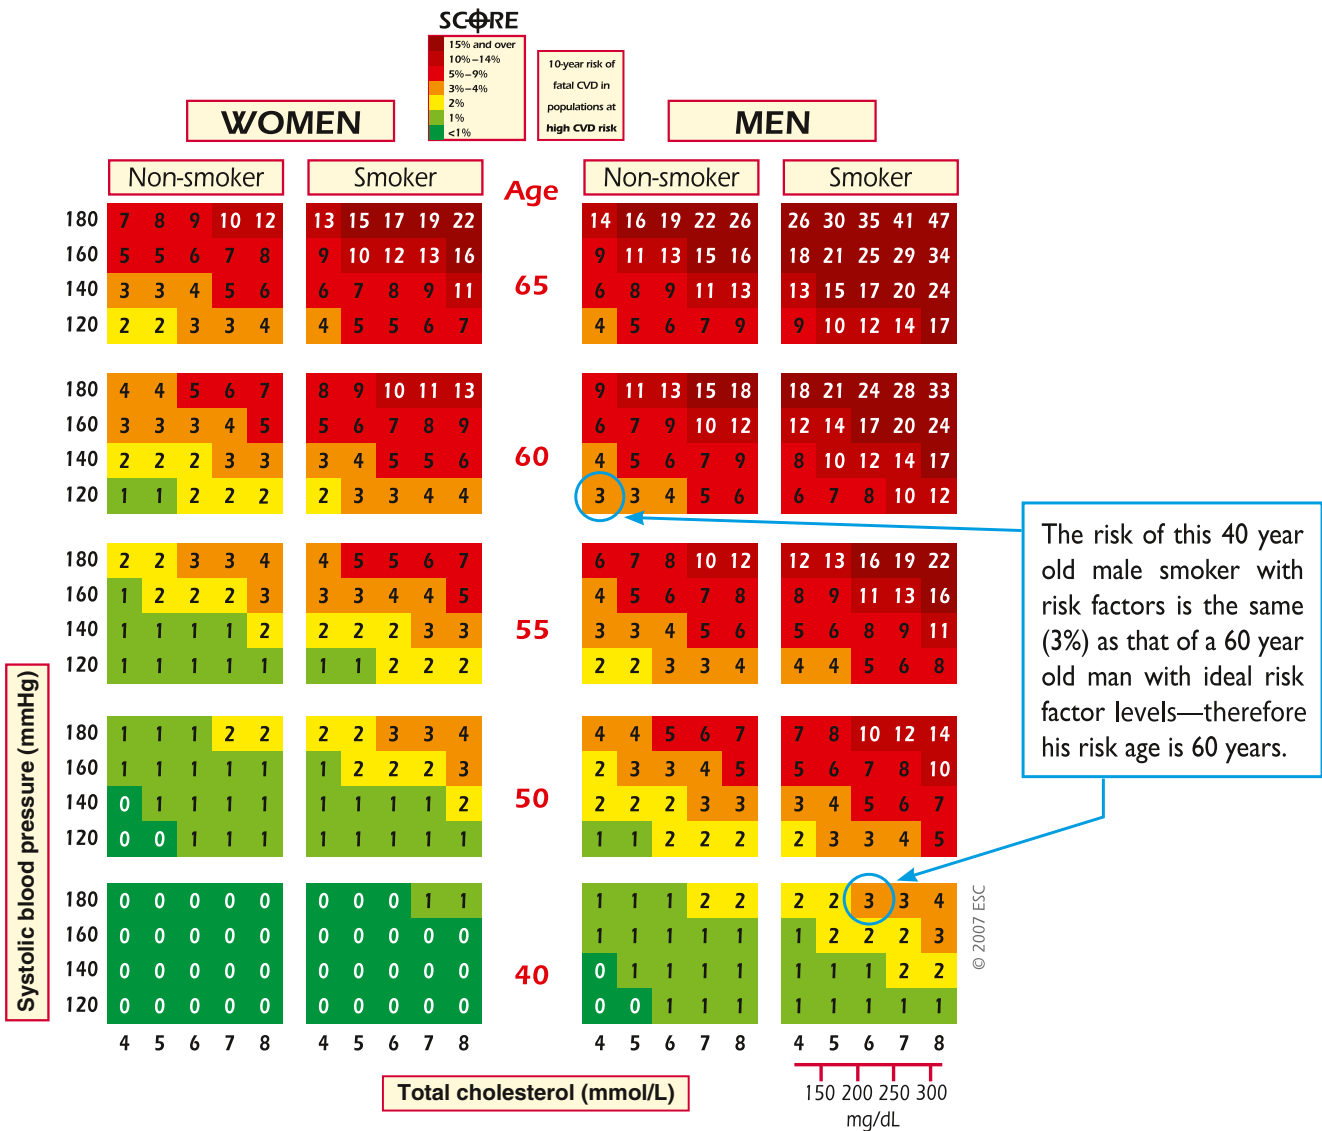 SCORE
15% and over
10%–14%
5%–9%
3%–4%
2%
1%
<1%
10-year risk of
fatal CVD in
populations at
high CVD risk
WOMEN
MEN
Non-smoker Smoker Age Non-smoker Smoker
180 7 8 9 10 12 13 15 17 19 22 14 16 19 22 26 26 30 35 41 47
160 5 5 6 7 8 9 10 12 13 16 9 11 13 15 16 18 21 25 29 34
65
140 3 3 4 5 6 6 7 8 9 11 6 8 9 11 13 13 15 17 20 24
120 2 2 3 3 4 4 5 5 6 7 4 5 6 7 9 9 10 12 14 17
180 4 4 5 6 7 8 9 10 11 13 9 11 13 15 18 18 21 24 28 33
160 3 3 3 4 5 5 6 7 8 9 6 7 9 10 12 12 14 17 20 24
60
140 2 2 2 3 3 3 4 5 5 6 4 5 6 7 9 8 10 12 14 17
120 1 1 2 2 2 2 3 3 4 4 3 3 4 5 6 6 7 8 10 12
180 2 2 3 3 4 4 5 5 6 7 6 7 8 10 12 12 13 16 19 22
160 1 2 2 2 3 3 3 4 4 5 4 5 6 7 8 8 9 11 13 16
55
140 1 1 1 1 2 2 2 2 3 3 3 3 4 5 6 5 6 8 9 11
120 1 1 1 1 1 1 1 2 2 2 2 2 3 3 4 4 4 5 6 8
180 1 1 1 2 2 2 2 3 3 4 4 4 5 6 7 7 8 10 12 14
160 1 1 1 1 1 1 2 2 2 3 2 3 3 4 5 5 6 7 8 10
50
140 0 1 1 1 1 1 1 1 1 2 2 2 2 3 3 3 4 5 6 7
120 0 0 1 1 1 1 1 1 1 1 1 1 2 2 2 2 3 3 4 5
180 0 0 0 0 0 0 0 0 1 1 1 1 1 2 2 2 2 3 3 4
160 0 0 0 0 0 0 0 0 0 0 1 1 1 1 1 1 2 2 2 3
40
140 0 0 0 0 0 0 0 0 0 0 0 1 1 1 1 1 1 1 2 2
120 0 0 0 0 0 0 0 0 0 0 0 0 1 1 1 1 1 1 1 1
4 5 6 7 8 4 5 6 7 8 4 5 6 7 8 4 5 6 7 8
Systolic blood pressure (mmHg)
Total cholesterol (mmol/L)
150 200 250 300
mg/dL
© 2007 ESC
The risk of this 40 year
old male smoker with
risk factors is the same
(3%) as that of a 60 year
old man with ideal risk
factor levels—therefore
his risk age is 60 years.